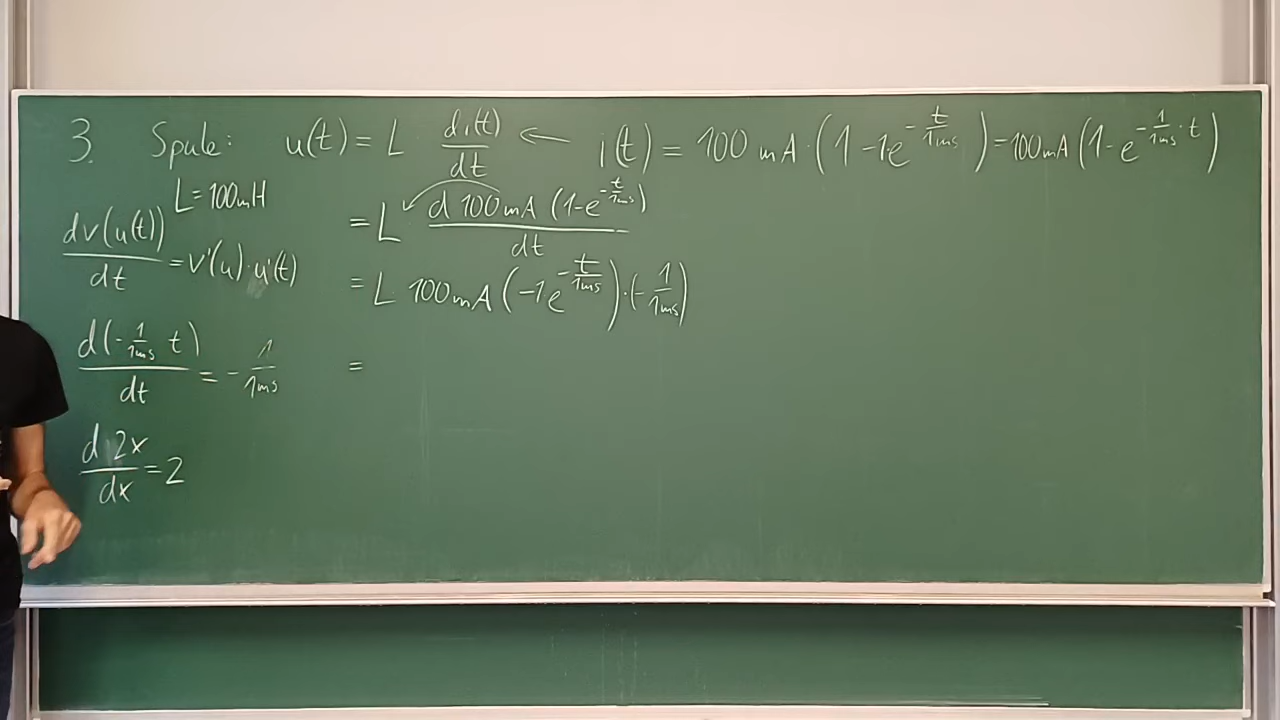 3. Spule: u(t) = L di(t)/dt ← i(t) = 100 mA · (1 - 1e^(-t/1ms)) = 100mA (1 - e^(-1/1ms · t))
L = 100mH
= L d 100mA (1 - e^(-t/1ms))/dt
dv(u(t))/dt = v'(u) · u'(t)
= L 100mA (-1e^(-t/1ms)) · (-1/1ms)
d(-1/1ms t)/dt = -1/1ms
=
d 2x/dx = 2